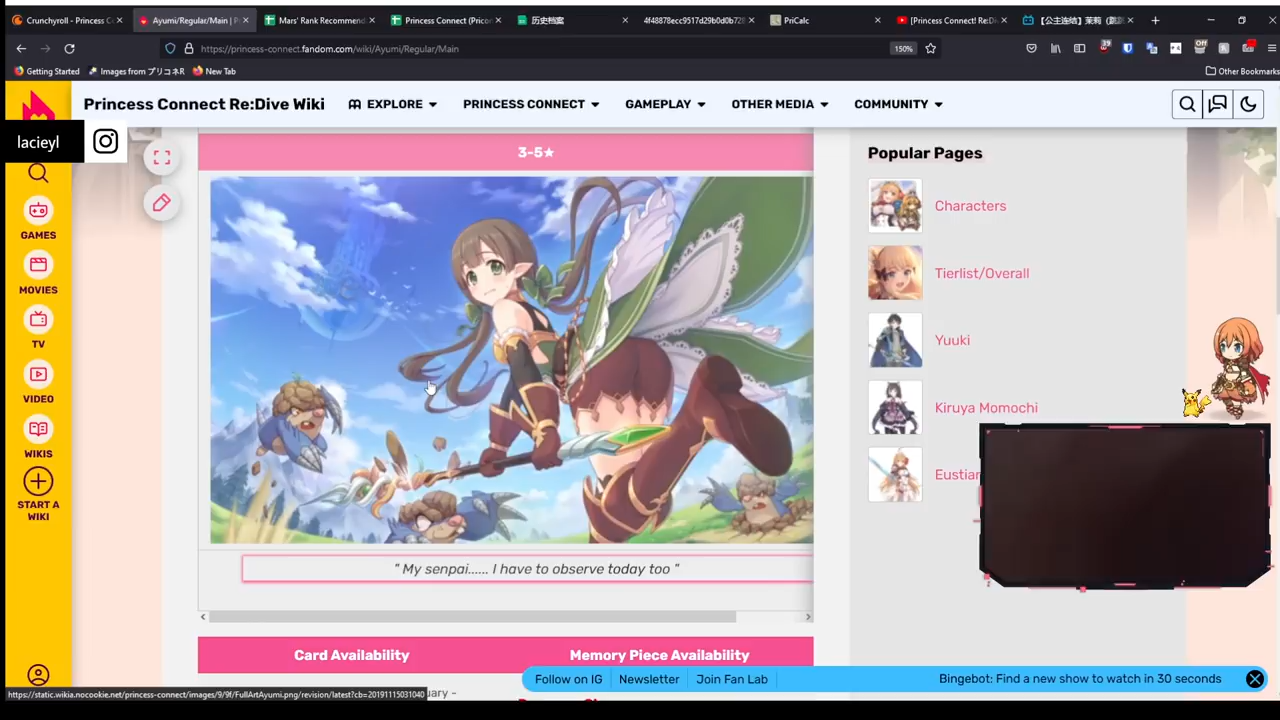 Crunchyroll - Princess C
Ayumi/Regular/Main | P
Mars' Rank Recommend
Princess Connect (Pricon
历史档案
4f48878ecc9517d29b0d0b728
PriCalc
[Princess Connect! Re:D
【公主连结】茉莉（跳
https://princess-connect.fandom.com/wiki/Ayumi/Regular/Main
150%
Getting Started
Images from プリコネR
New Tab
Other Bookmarks
Princess Connect Re:Dive Wiki
EXPLORE
PRINCESS CONNECT
GAMEPLAY
OTHER MEDIA
COMMUNITY
lacieyl
GAMES
MOVIES
TV
VIDEO
WIKIS
START A
WIKI
3-5★
" My senpai...... I have to observe today too "
Card Availability
Memory Piece Availability
Popular Pages
Characters
Tierlist/Overall
Yuuki
Kiruya Momochi
Eustian
Follow on IG
Newsletter
Join Fan Lab
Bingebot: Find a new show to watch in 30 seconds
https://static.wikia.nocookie.net/princess-connect/images/9/9f/FullArtAyumi.png/revision/latest?cb=20191115031040
uary -